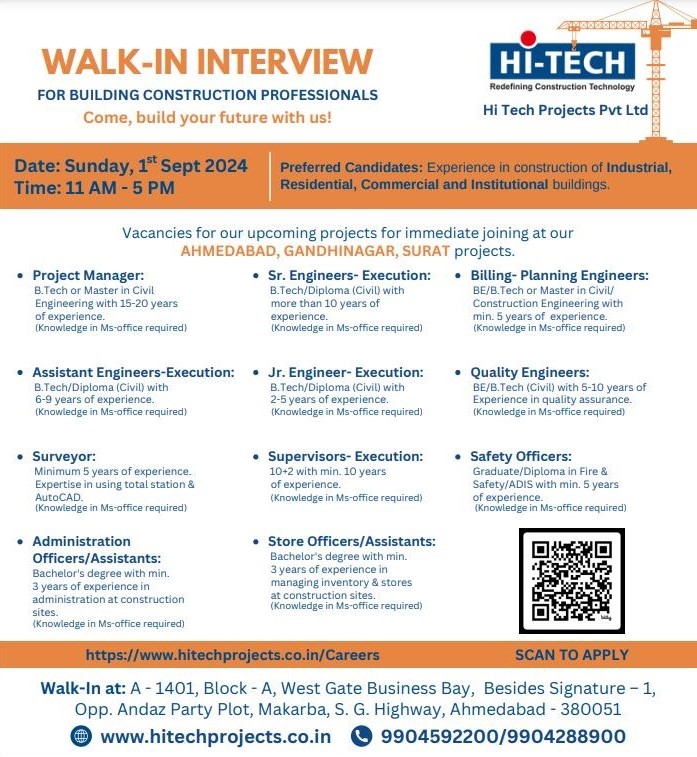 WALK-IN INTERVIEW
FOR BUILDING CONSTRUCTION PROFESSIONALS
Come, build your future with us!
Hi-TECH
Redefining Construction Technology
Hi Tech Projects Pvt Ltd
Date: Sunday, 1st Sept 2024
Time: 11 AM - 5 PM
Preferred Candidates: Experience in construction of Industrial,
Residential, Commercial and Institutional buildings.
Vacancies for our upcoming projects for immediate joining at our
AHMEDABAD, GANDHINAGAR, SURAT projects.
• Project Manager:
B.Tech or Master in Civil
Engineering with 15-20 years
of experience.
(Knowledge in Ms-office required)
• Sr. Engineers- Execution:
B.Tech/Diploma (Civil) with
more than 10 years of
experience.
(Knowledge in Ms-office required)
• Billing- Planning Engineers:
BE/B.Tech or Master in Civil/
Construction Engineering with
min. 5 years of experience.
(Knowledge in Ms-office required)
• Assistant Engineers-Execution:
B.Tech/Diploma (Civil) with
6-9 years of experience.
(Knowledge in Ms-office required)
• Jr. Engineer- Execution:
B.Tech/Diploma (Civil) with
2-5 years of experience.
(Knowledge in Ms-office required)
• Quality Engineers:
BE/B.Tech (Civil) with 5-10 years of
Experience in quality assurance.
(Knowledge in Ms-office required)
• Surveyor:
Minimum 5 years of experience.
Expertise in using total station &
AutoCAD.
(Knowledge in Ms-office required)
• Supervisors- Execution:
10+2 with min. 10 years
of experience.
(Knowledge in Ms-office required)
• Safety Officers:
Graduate/Diploma in Fire &
Safety/ADIS with min. 5 years
of experience.
(Knowledge in Ms-office required)
• Administration
Officers/Assistants:
Bachelor's degree with min.
3 years of experience in
administration at construction
sites.
(Knowledge in Ms-office required)
• Store Officers/Assistants:
Bachelor's degree with min.
3 years of experience in
managing inventory & stores
at construction sites.
(Knowledge in Ms-office required)
bitly
https://www.hitechprojects.co.in/Careers
SCAN TO APPLY
Walk-In at: A - 1401, Block - A, West Gate Business Bay, Besides Signature – 1,
Opp. Andaz Party Plot, Makarba, S. G. Highway, Ahmedabad - 380051
www.hitechprojects.co.in
9904592200/9904288900